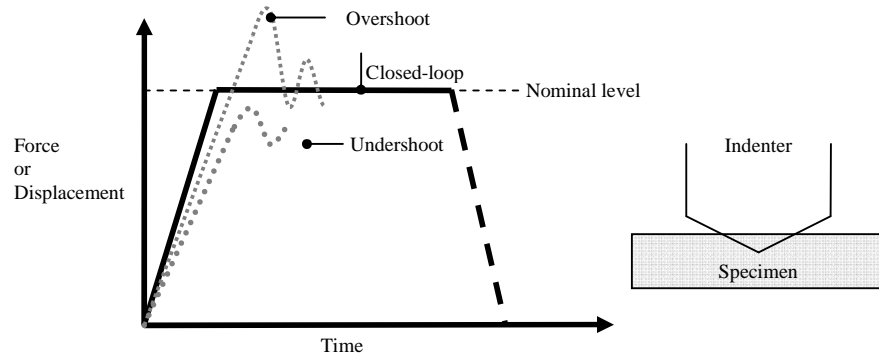 Overshoot
Closed-loop
Nominal level
Force
or
Displacement
Undershoot
Indenter
Specimen
Time